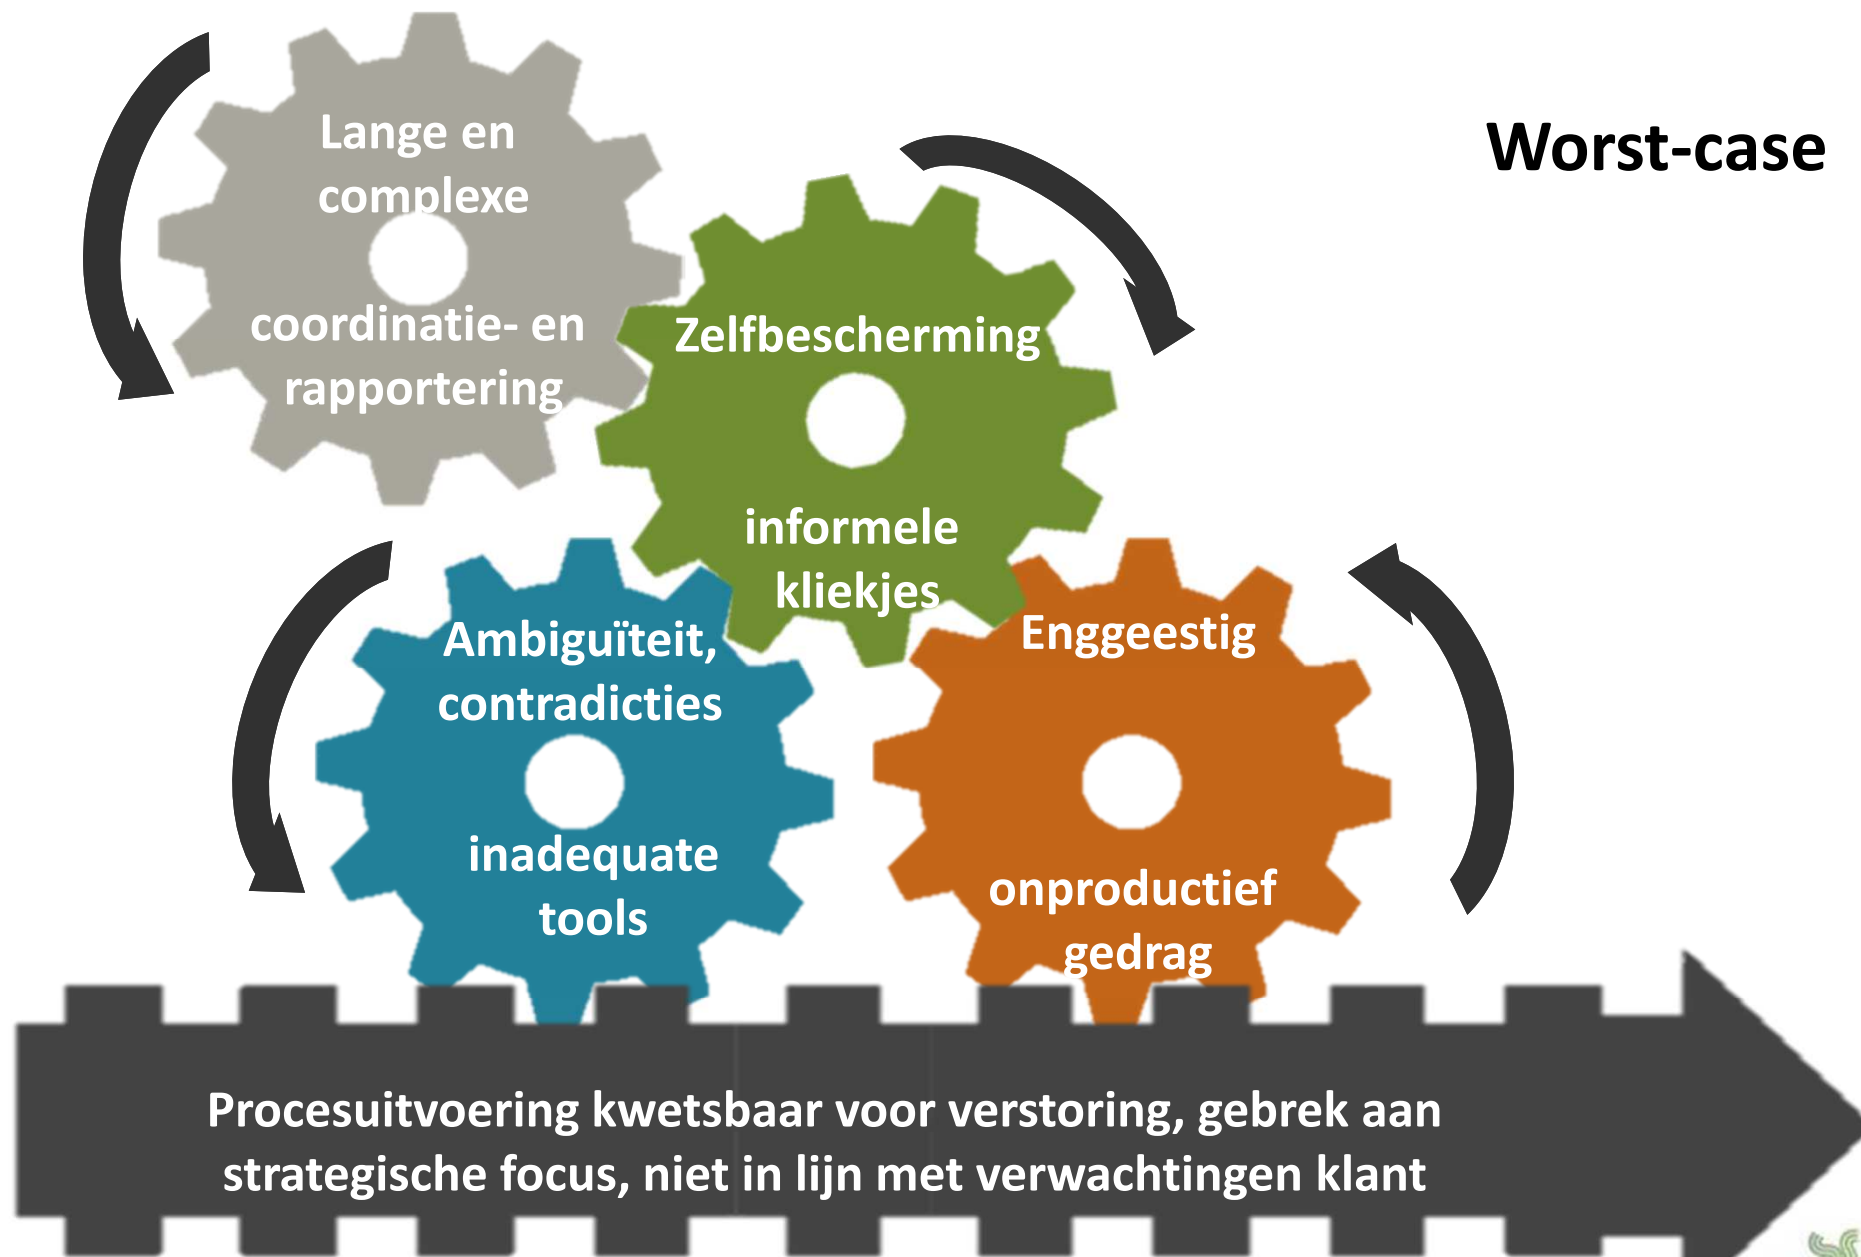 Worst-case
Lange en
complexe
coordinatie- en
rapportering
Zelfbescherming
informele
kliekjes
Ambiguïteit,
contradicties
inadequate
tools
Enggeestig
onproductief
gedrag
Procesuitvoering kwetsbaar voor verstoring, gebrek aan
strategische focus, niet in lijn met verwachtingen klant